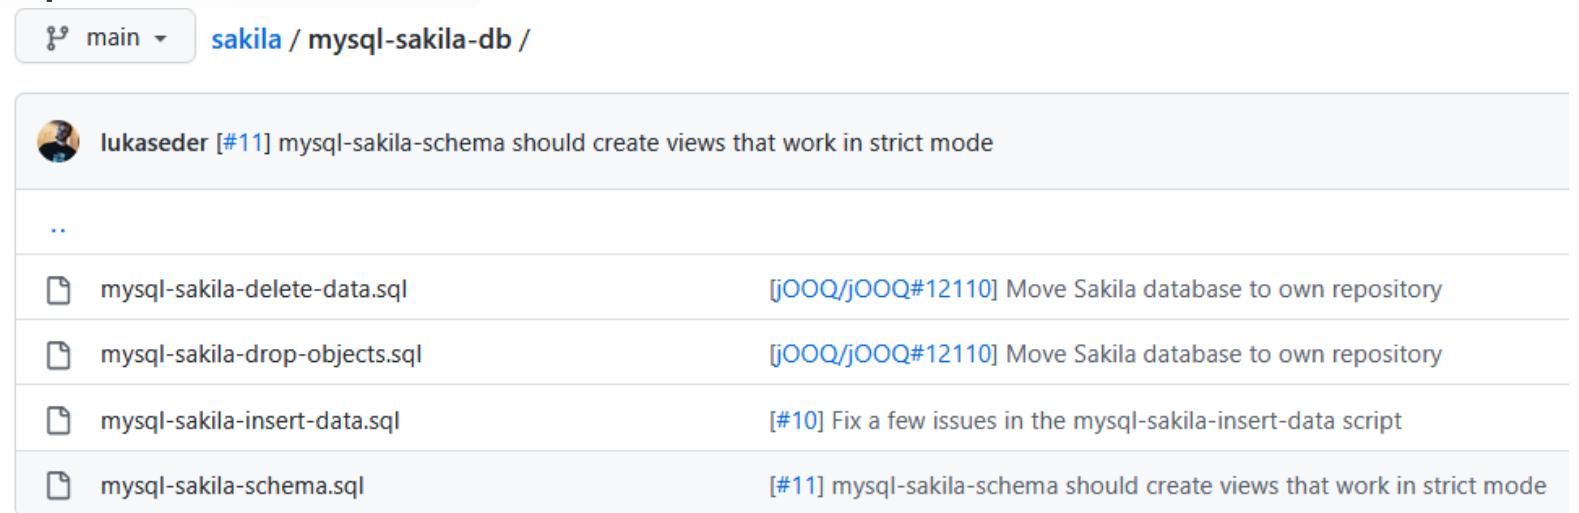 main
sakila / mysql-sakila-db /
lukaseder [#11] mysql-sakila-schema should create views that work in strict mode
..
mysql-sakila-delete-data.sql [jOOQ/jOOQ#12110] Move Sakila database to own repository
mysql-sakila-drop-objects.sql [jOOQ/jOOQ#12110] Move Sakila database to own repository
mysql-sakila-insert-data.sql [#10] Fix a few issues in the mysql-sakila-insert-data script
mysql-sakila-schema.sql [#11] mysql-sakila-schema should create views that work in strict mode